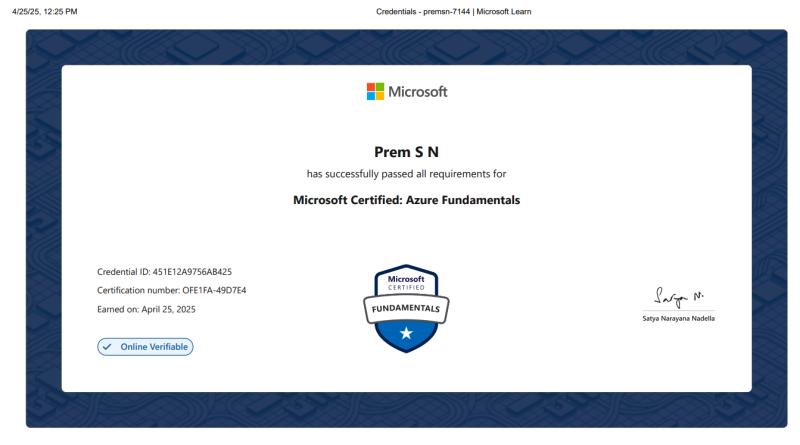 4/25/25, 12:25 PM Credentials - premsn-7144 | Microsoft Learn
Microsoft
Prem S N
has successfully passed all requirements for
Microsoft Certified: Azure Fundamentals
Credential ID: 451E12A9756AB425
Certification number: OFE1FA-49D7E4
Earned on: April 25, 2025
Online Verifiable
Microsoft
CERTIFIED
FUNDAMENTALS
Satya N.
Satya Narayana Nadella